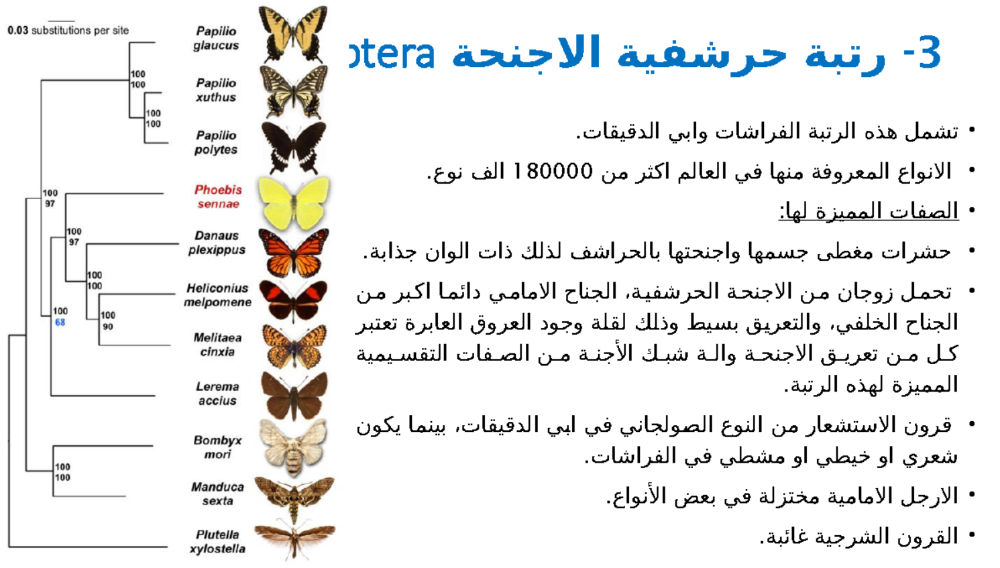 3- رتبة حرشفية الاجنحة ptera
• تشمل هذه الرتبة الفراشات وابي الدقيقات.
• الانواع المعروفة منها في العالم اكثر من 180000 الف نوع.
• الصفات المميزة لها:
• حشرات مغطى جسمها واجنحتها بالحراشف لذلك ذات الوان جذابة.
• تحمل زوجان من الاجنحة الحرشفية، الجناح الامامي دائما اكبر من
الجناح الخلفي، والتعريق بسيط وذلك لقلة وجود العروق العابرة تعتبر
كل من تعريق الاجنحة والة شبك الأجنة من الصفات التقسيمية
المميزة لهذه الرتبة.
• قرون الاستشعار من النوع الصولجاني في ابي الدقيقات، بينما يكون
شعري او خيطي او مشطي في الفراشات.
• الارجل الامامية مختزلة في بعض الأنواع.
• القرون الشرجية غائبة.
0.03 substitutions per site
Papilio
glaucus
100
100
Papilio
xuthus
100
100
Papilio
polytes
Phoebis
sennae
100
97
Danaus
plexippus
100
97
100
100
Heliconius
melpomene
100
68
100
90
Melitaea
cinxia
Lerema
accius
Bombyx
mori
100
100
Manduca
sexta
Plutella
xylostella